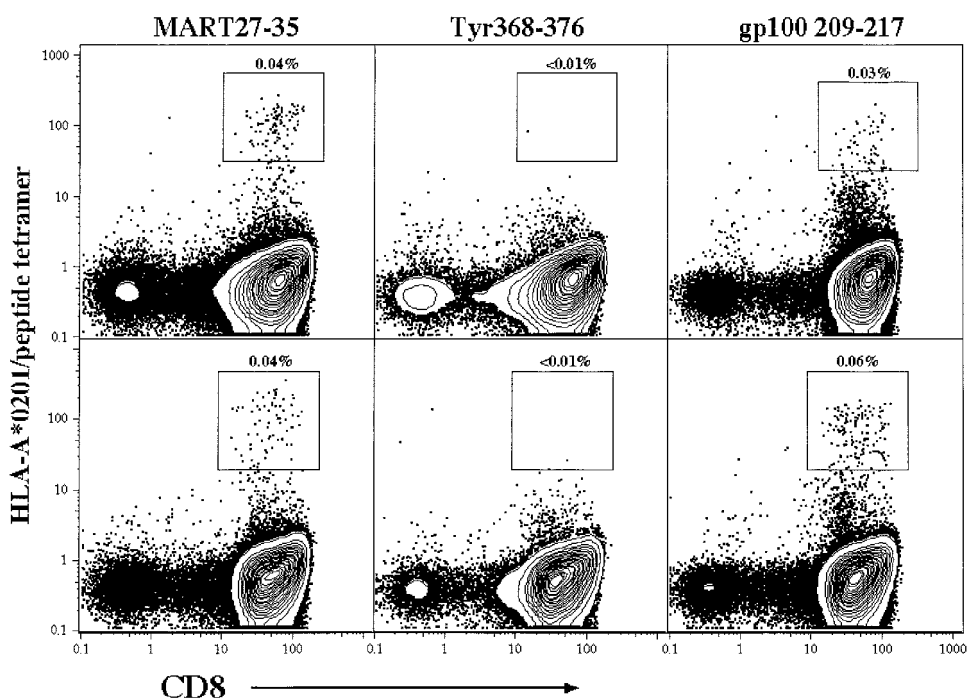 MART27-35 Tyr368-376 gp100 209-217
0.04% <0.01% 0.03%
1000
100
10
1
0.1
0.04% <0.01% 0.06%
100
10
1
0.1
0.1 1 10 100 0.1 1 10 100 0.1 1 10 100 1000
HLA-A*0201/peptide tetramer
CD8